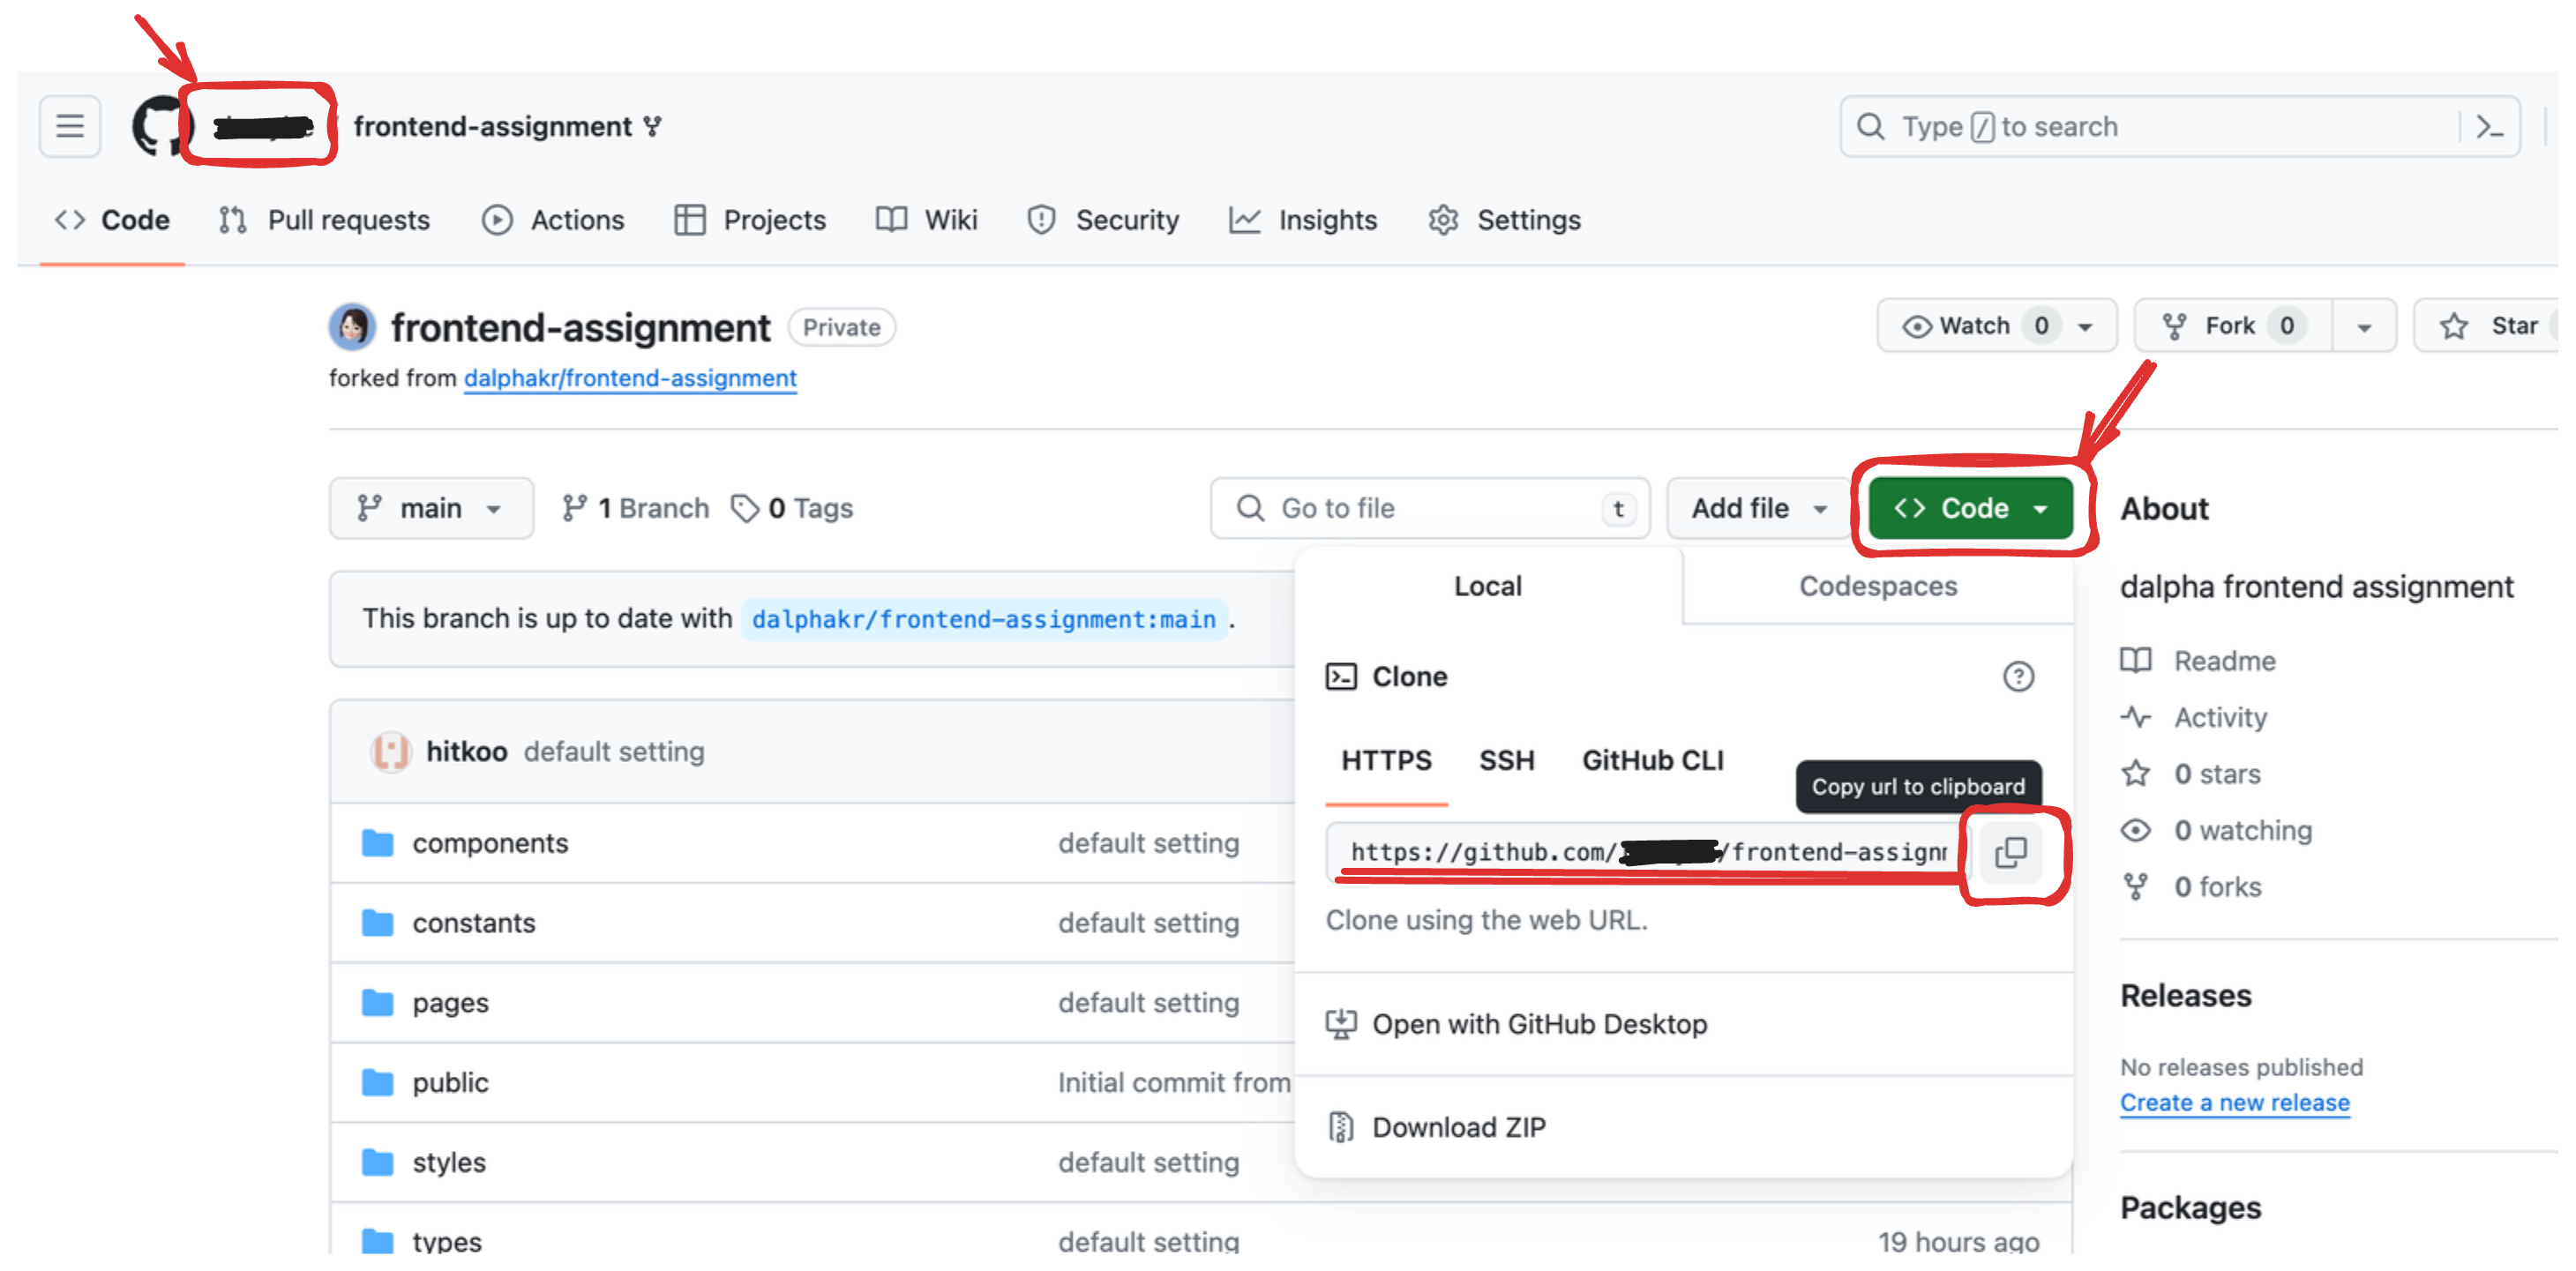 frontend-assignment
Type / to search
Code Pull requests Actions Projects Wiki Security Insights Settings
frontend-assignment Private
Watch 0 Fork 0 Star
forked from dalphakr/frontend-assignment
main 1 Branch 0 Tags
Go to file t
Add file
Code
About
dalpha frontend assignment
This branch is up to date with dalphakr/frontend-assignment:main.
Local Codespaces
Clone
HTTPS SSH GitHub CLI
Copy url to clipboard
https://github.com/ /frontend-assignm
Clone using the web URL.
Open with GitHub Desktop
Download ZIP
hitkoo default setting
components default setting
constants default setting
pages default setting
public Initial commit from
styles default setting
types default setting 19 hours ago
Readme
Activity
0 stars
0 watching
0 forks
Releases
No releases published
Create a new release
Packages